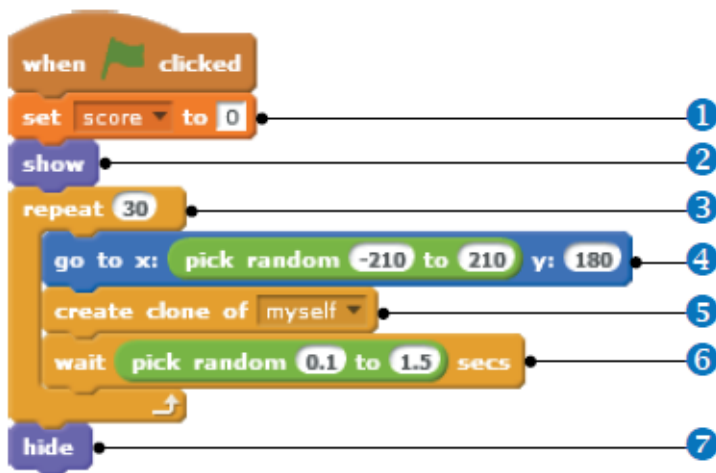 when clicked
set score to 0 1
show 2
repeat 30 3
go to x: pick random -210 to 210 y: 180 4
create clone of myself 5
wait pick random 0.1 to 1.5 secs 6
hide 7